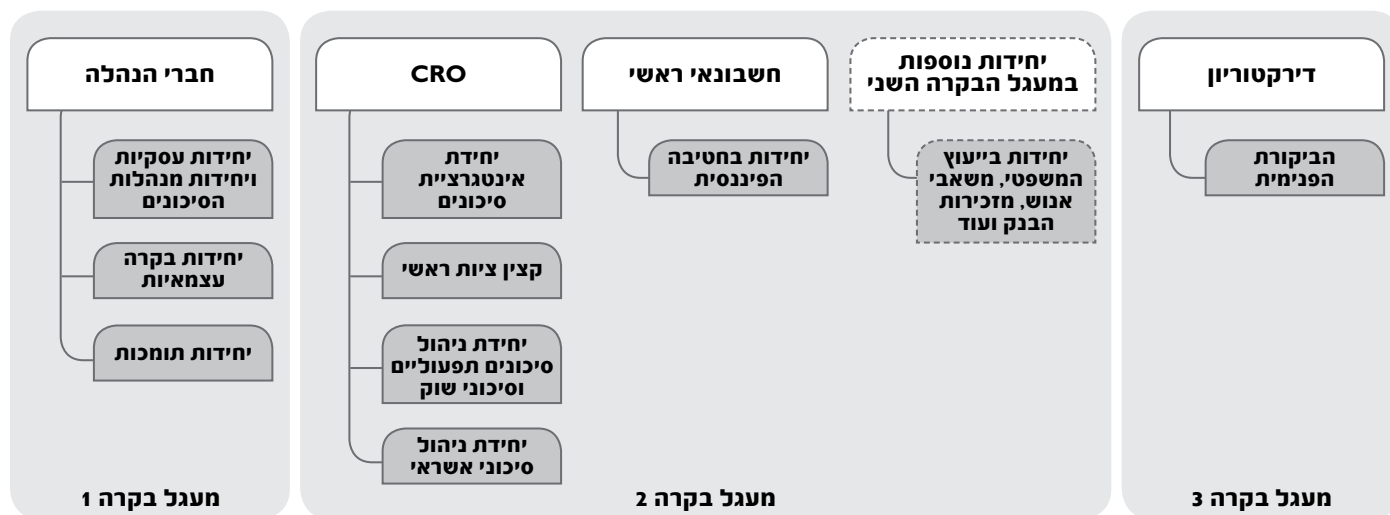 חברי הנהלה
יחידות עסקיות
ויחידות מנהלות
הסיכונים
יחידות בקרה
עצמאיות
יחידות תומכות
מעגל בקרה 1
CRO
יחידת
אינטגרציית
סיכונים
קצין ציות ראשי
יחידת ניהול
סיכונים תפעוליים
וסיכוני שוק
יחידת ניהול
סיכוני אשראי
חשבונאי ראשי
יחידות בחטיבה
הפיננסית
יחידות נוספות
במעגל הבקרה השני
יחידות בייעוץ
המשפטי, משאבי
אנוש, מזכירות
הבנק ועוד
מעגל בקרה 2
דירקטוריון
הביקורת
הפנימית
מעגל בקרה 3